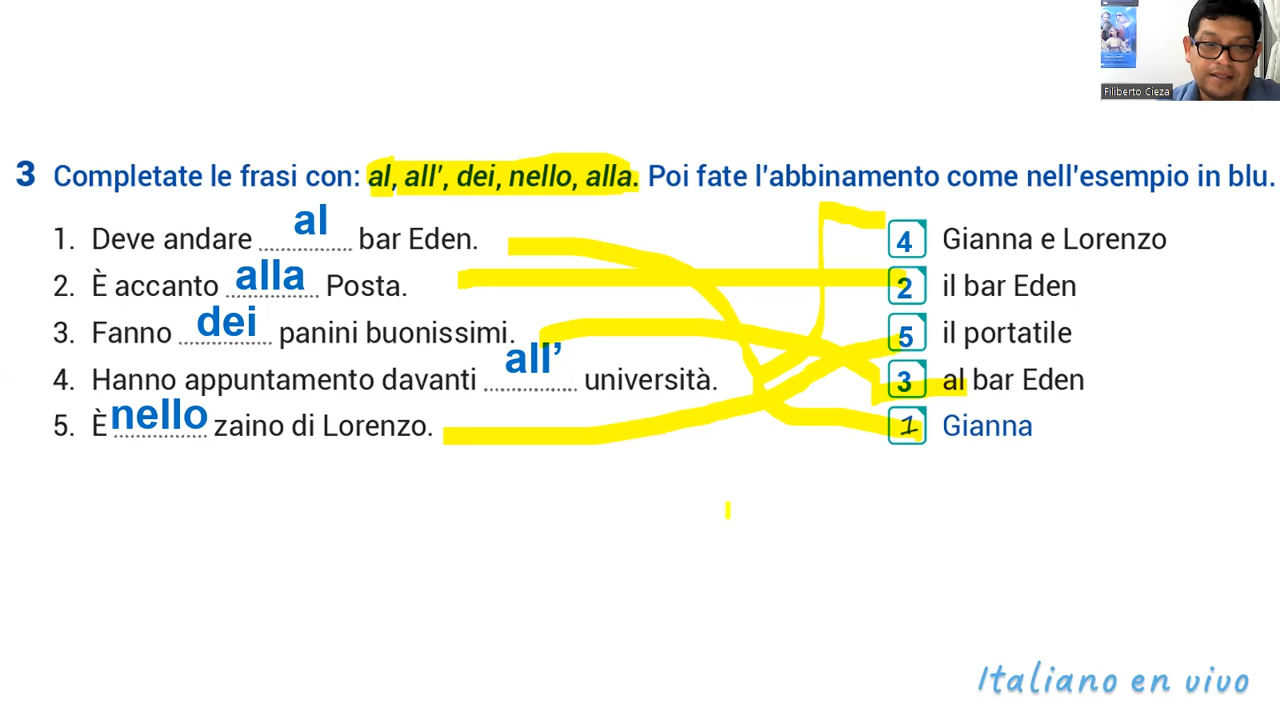 Filiberto Cieza
3 Completate le frasi con: al, all', dei, nello, alla. Poi fate l'abbinamento come nell'esempio in blu.
1. Deve andare al bar Eden. 4 Gianna e Lorenzo
2. È accanto alla Posta. 2 il bar Eden
3. Fanno dei panini buonissimi. 5 il portatile
4. Hanno appuntamento davanti all’ università. 3 al bar Eden
5. È nello zaino di Lorenzo. 1 Gianna
Italiano en vivo